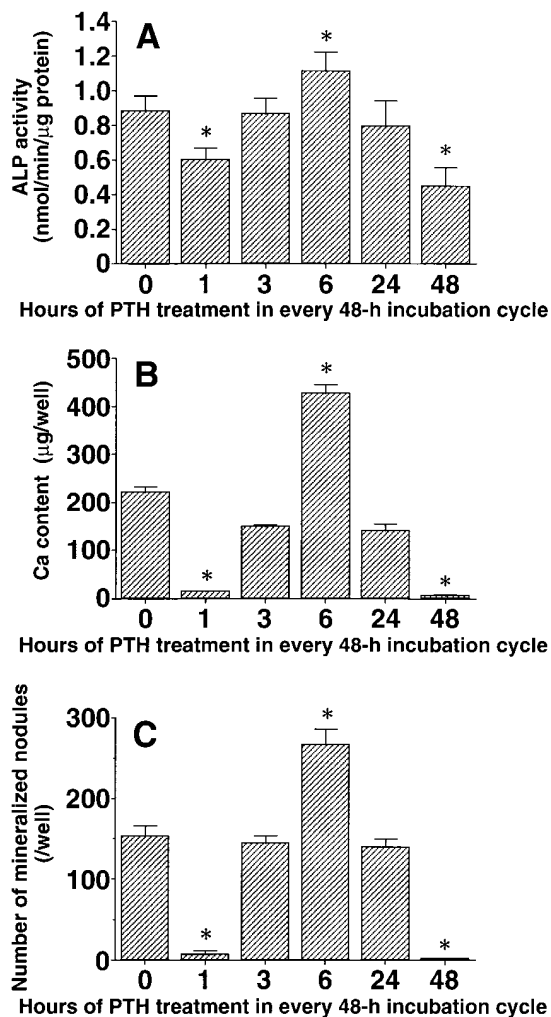 A
ALP activity
(nmol/min/µg protein)
1.4
1.2
1.0
0.8
0.6
0.4
0.2
0
*
*
*
0 1 3 6 24 48
Hours of PTH treatment in every 48-h incubation cycle
B
Ca content (µg/well)
500
400
300
200
100
0
*
*
*
0 1 3 6 24 48
Hours of PTH treatment in every 48-h incubation cycle
C
Number of mineralized nodules
(/well)
300
200
100
0
*
*
*
0 1 3 6 24 48
Hours of PTH treatment in every 48-h incubation cycle